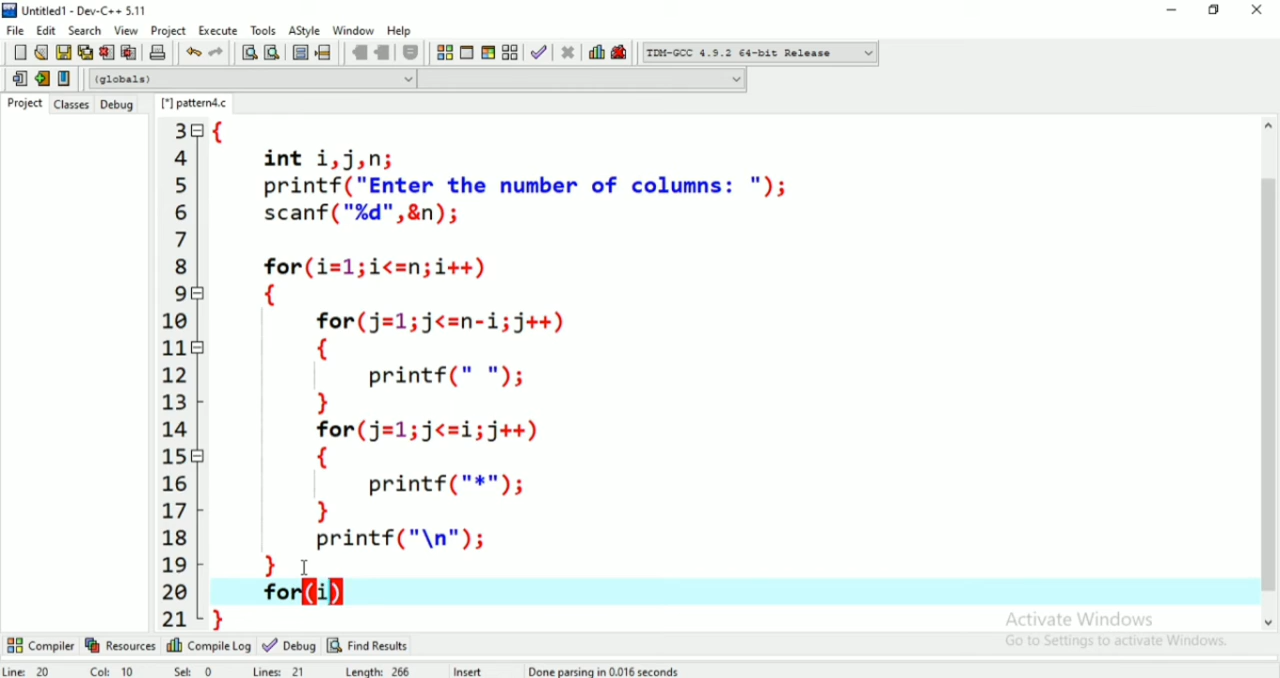 Untitled1 - Dev-C++ 5.11
File Edit Search View Project Execute Tools AStyle Window Help
TDM-GCC 4.9.2 64-bit Release
(globals)
Project Classes Debug [*] pattern4.c
3 {
4 int i,j,n;
5 printf("Enter the number of columns: ");
6 scanf("%d",&n);
7
8 for(i=1;i<=n;i++)
9 {
10 for(j=1;j<=n-i;j++)
11 {
12 printf(" ");
13 }
14 for(j=1;j<=i;j++)
15 {
16 printf("*");
17 }
18 printf("\n");
19 }
20 for(i)
21 }
Activate Windows
Go to Settings to activate Windows.
Compiler Resources Compile Log Debug Find Results
Line: 20 Col: 10 Sel: 0 Lines: 21 Length: 266 Insert Done parsing in 0.016 seconds